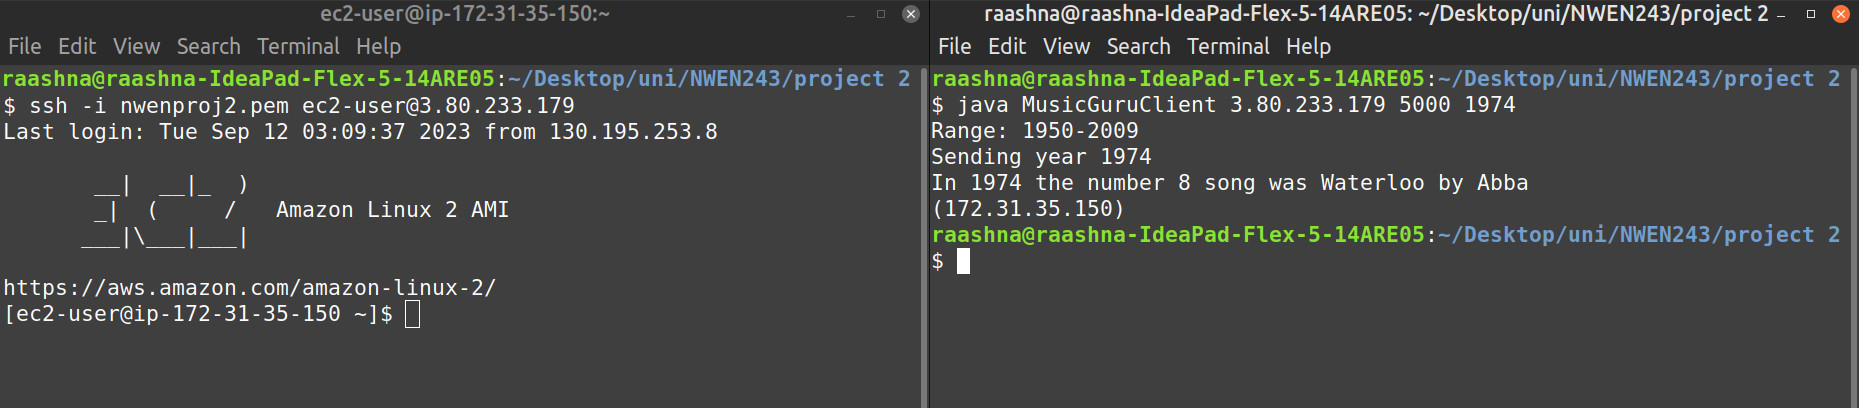 ec2-user@ip-172-31-35-150:~
File Edit View Search Terminal Help
raashna@raashna-IdeaPad-Flex-5-14ARE05:~/Desktop/uni/NWEN243/project 2
$ ssh -i nwenproj2.pem ec2-user@3.80.233.179
Last login: Tue Sep 12 03:09:37 2023 from 130.195.253.8
       __|  __|_  )
       _|  (     /   Amazon Linux 2 AMI
      ___|\___|___|
https://aws.amazon.com/amazon-linux-2/
[ec2-user@ip-172-31-35-150 ~]$
raashna@raashna-IdeaPad-Flex-5-14ARE05: ~/Desktop/uni/NWEN243/project 2
File Edit View Search Terminal Help
raashna@raashna-IdeaPad-Flex-5-14ARE05:~/Desktop/uni/NWEN243/project 2
$ java MusicGuruClient 3.80.233.179 5000 1974
Range: 1950-2009
Sending year 1974
In 1974 the number 8 song was Waterloo by Abba
(172.31.35.150)
raashna@raashna-IdeaPad-Flex-5-14ARE05:~/Desktop/uni/NWEN243/project 2
$